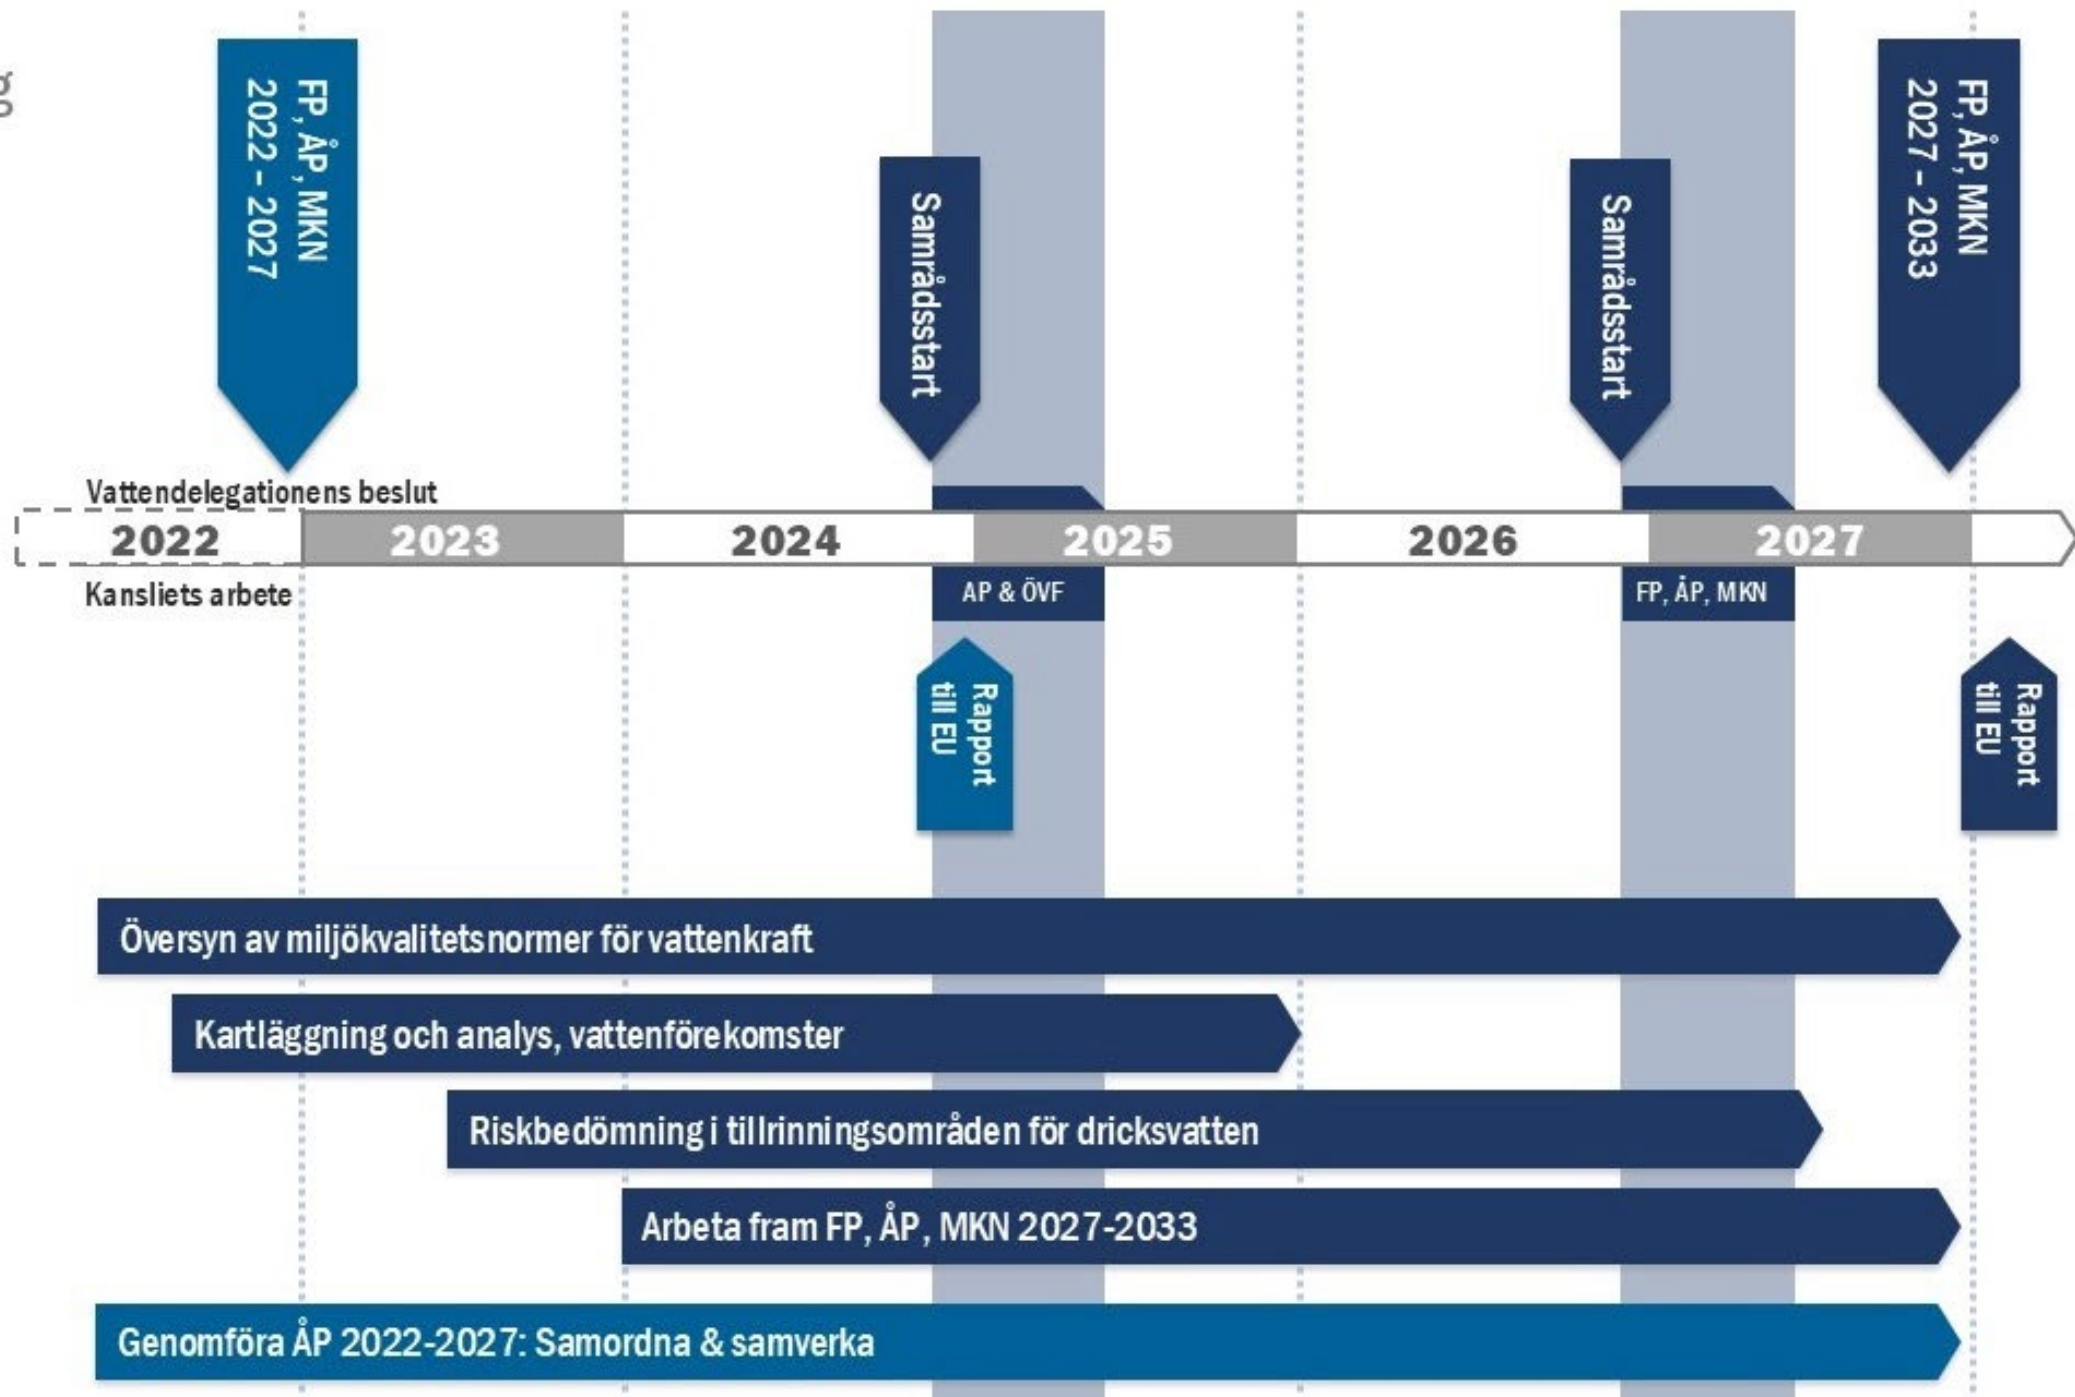 g
FP, ÅP, MKN
2022 – 2027
Samrådsstart
Samrådsstart
FP, ÅP, MKN
2027 – 2033
Vattendelegationens beslut
2022
2023
2024
2025
2026
2027
Kansliets arbete
AP & ÖVF
FP, ÅP, MKN
Rapport
till EU
Rapport
till EU
Översyn av miljökvalitetsnormer för vattenkraft
Kartläggning och analys, vattenförekomster
Riskbedömning i tillrinningsområden för dricksvatten
Arbeta fram FP, ÅP, MKN 2027-2033
Genomföra ÅP 2022-2027: Samordna & samverka